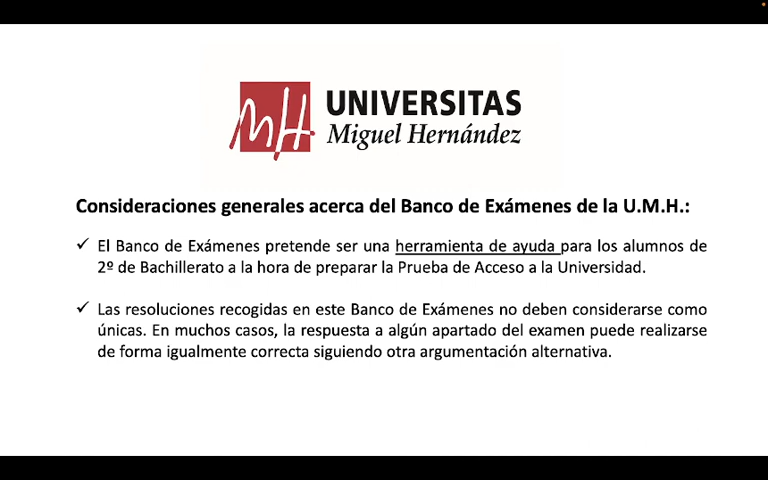 MH
UNIVERSITAS
Miguel Hernández
Consideraciones generales acerca del Banco de Exámenes de la U.M.H.:
✓ El Banco de Exámenes pretende ser una herramienta de ayuda para los alumnos de
2º de Bachillerato a la hora de preparar la Prueba de Acceso a la Universidad.
✓ Las resoluciones recogidas en este Banco de Exámenes no deben considerarse como
únicas. En muchos casos, la respuesta a algún apartado del examen puede realizarse
de forma igualmente correcta siguiendo otra argumentación alternativa.